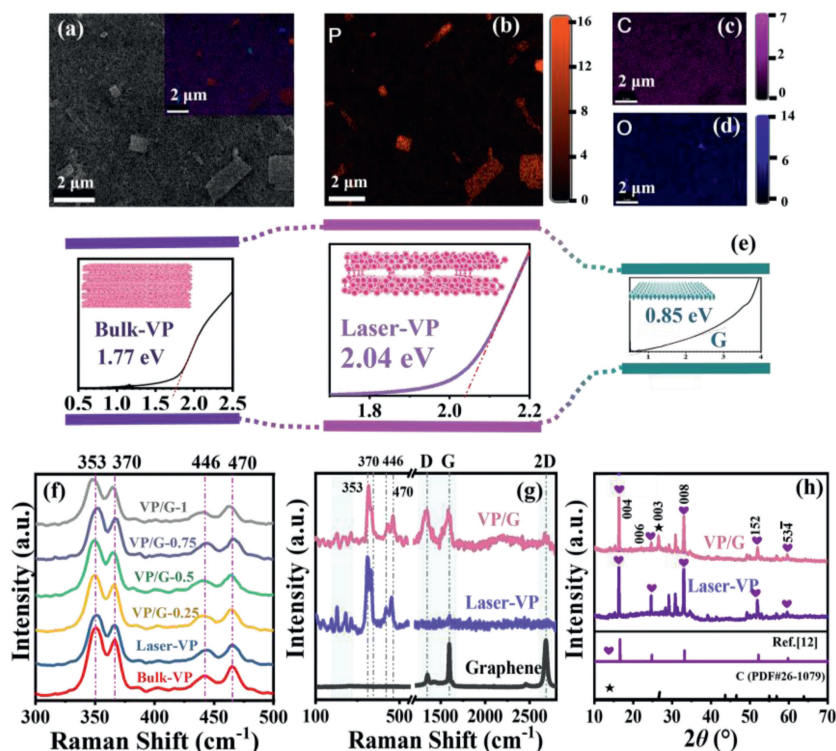 (a)
2 μm
2 μm
P
(b)
2 μm
16
12
8
4
0
C
(c)
2 μm
7
2
0
O
(d)
2 μm
14
6
0
(e)
Bulk-VP
1.77 eV
0.5 1.0 1.5 2.0 2.5
Laser-VP
2.04 eV
1.8 2.0 2.2
0.85 eV
G
1 2 3 4
353 370 446 470
(f)
VP/G-1
VP/G-0.75
VP/G-0.5
VP/G-0.25
Laser-VP
Bulk-VP
Intensity (a.u.)
300 350 400 450 500
Raman Shift (cm⁻¹)
370 446 D G 2D
353 470
(g)
VP/G
Laser-VP
Graphene
Intensity (a.u.)
100 500 1500 2000 2500
Raman Shift (cm⁻¹)
(h)
004
006
★003
008
152
534̅
VP/G
Laser-VP
Ref.[12]
C (PDF#26-1079)
Intensity (a.u.)
10 20 30 40 50 60 70
2θ (°)